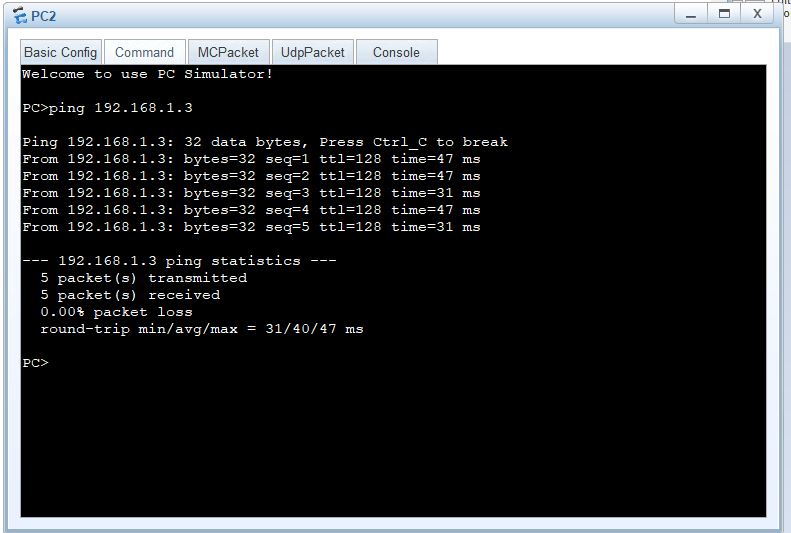 PC2
X
Basic Config Command MCPacket UdpPacket Console
Welcome to use PC Simulator!
PC>ping 192.168.1.3
Ping 192.168.1.3: 32 data bytes, Press Ctrl_C to break
From 192.168.1.3: bytes=32 seq=1 ttl=128 time=47 ms
From 192.168.1.3: bytes=32 seq=2 ttl=128 time=47 ms
From 192.168.1.3: bytes=32 seq=3 ttl=128 time=31 ms
From 192.168.1.3: bytes=32 seq=4 ttl=128 time=47 ms
From 192.168.1.3: bytes=32 seq=5 ttl=128 time=31 ms
--- 192.168.1.3 ping statistics ---
5 packet(s) transmitted
5 packet(s) received
0.00% packet loss
round-trip min/avg/max = 31/40/47 ms
PC>